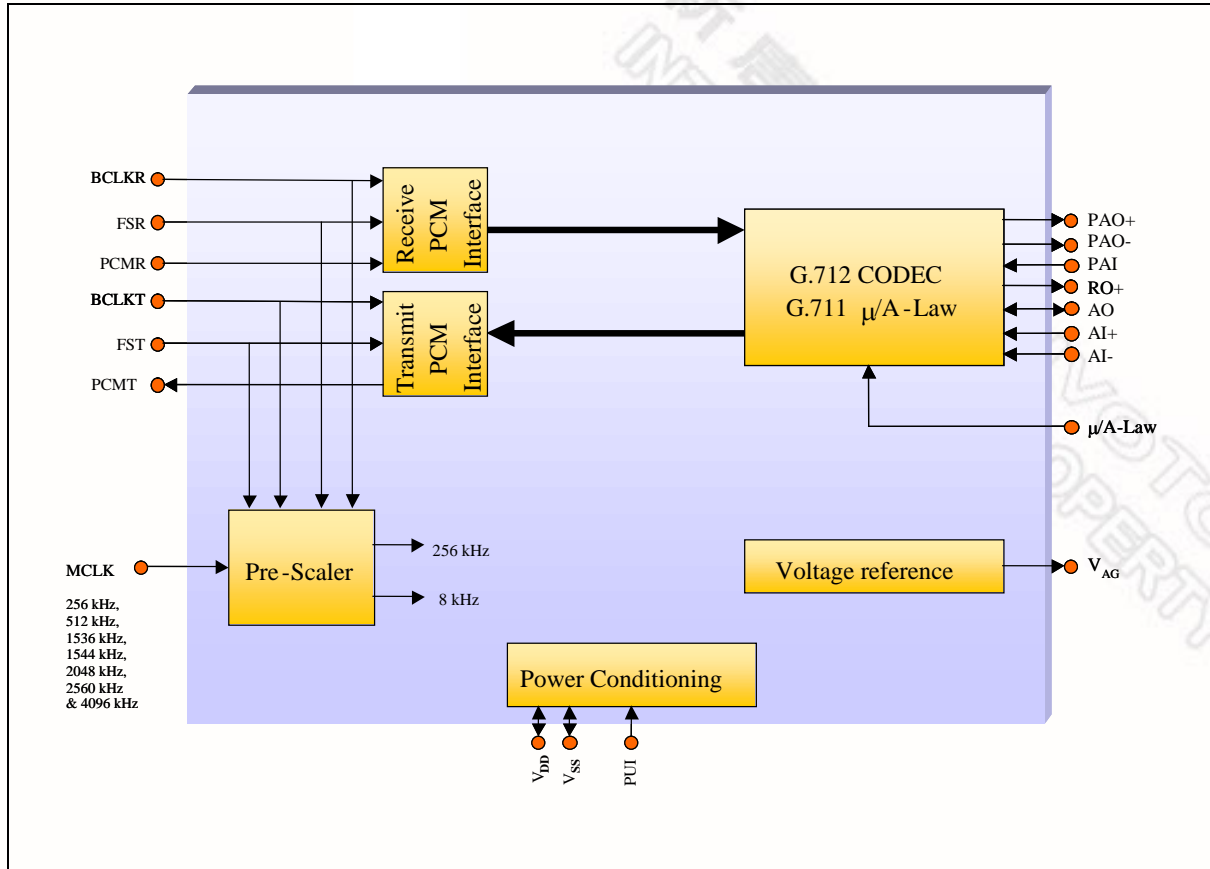 新唐
BCLKR
FSR
PCMR
BCLKT
FST
PCMT
Receive
PCM
Interface
Transmit
PCM
Interface
G.712 CODEC
G.711 μ/A-Law
PAO+
PAO-
PAI
RO+
AO
AI+
AI-
μ/A-Law
MCLK
256 kHz,
512 kHz,
1536 kHz,
1544 kHz,
2048 kHz,
2560 kHz
& 4096 kHz
Pre-Scaler
256 kHz
8 kHz
Voltage reference
VAG
Power Conditioning
VDD
VSS
PUI